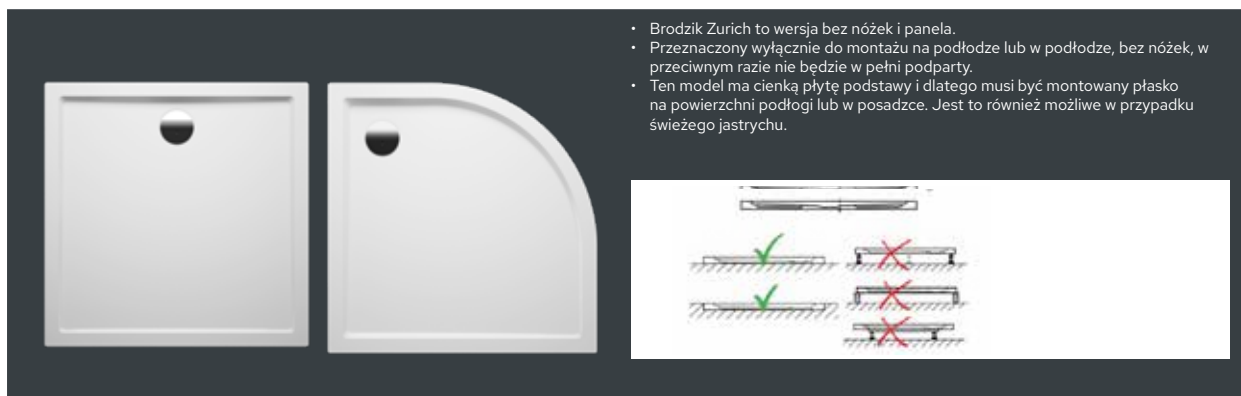 • Brodzik Zurich to wersja bez nóżek i panela.
• Przeznaczony wyłącznie do montażu na podłodze lub w podłodze, bez nóżek, w
przeciwnym razie nie będzie w pełni podparty.
• Ten model ma cienką płytę podstawy i dlatego musi być montowany płasko
na powierzchni podłogi lub w posadzce. Jest to również możliwe w przypadku
świeżego jastrychu.